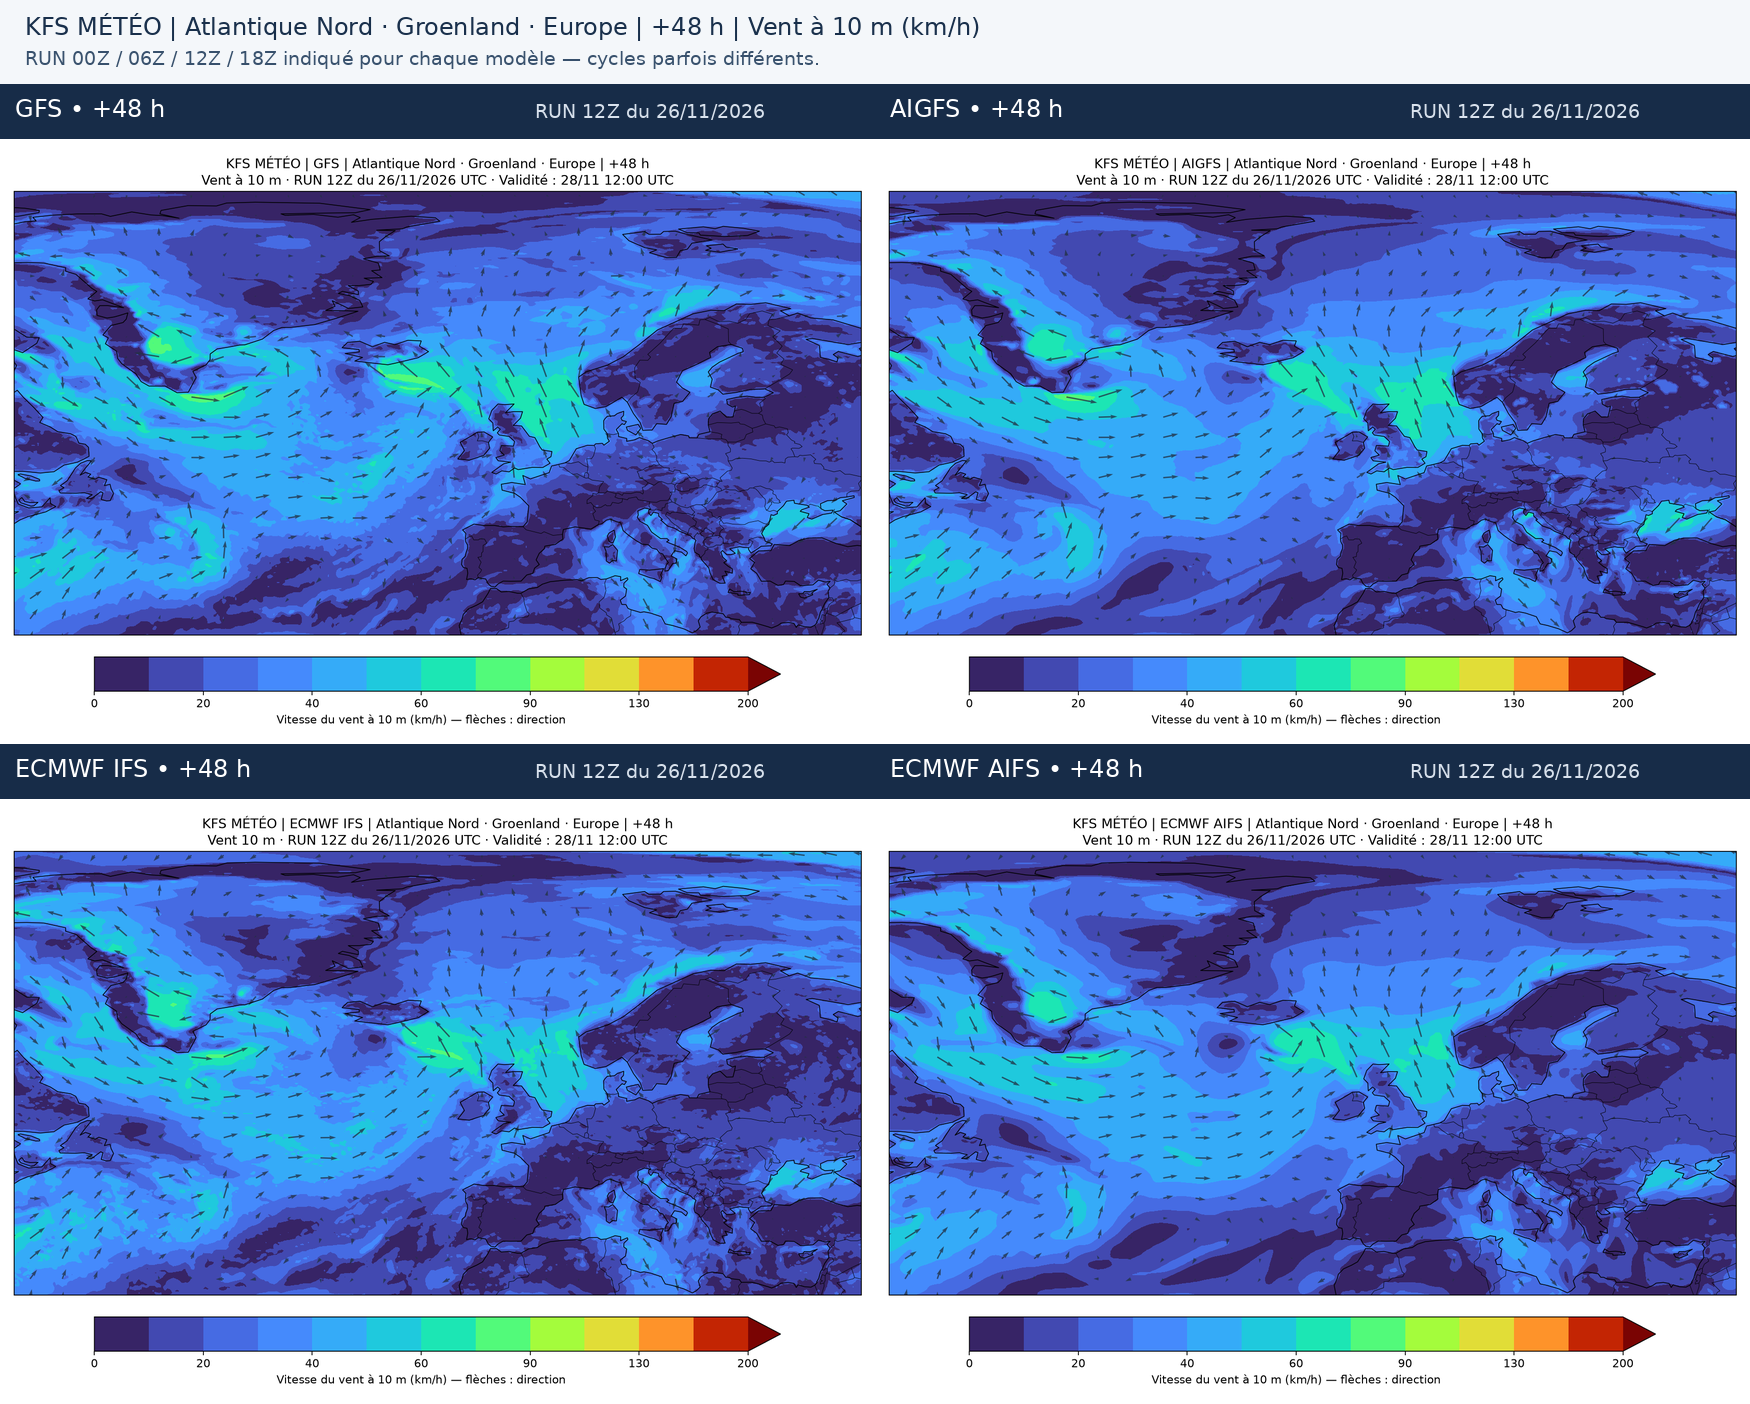 KFS MÉTÉO | Atlantique Nord · Groenland · Europe | +48 h | Vent à 10 m (km/h)
RUN 00Z / 06Z / 12Z / 18Z indiqué pour chaque modèle — cycles parfois différents.
GFS • +48 h
RUN 12Z du 26/11/2026
KFS MÉTÉO | GFS | Atlantique Nord · Groenland · Europe | +48 h
Vent à 10 m · RUN 12Z du 26/11/2026 UTC · Validité : 28/11 12:00 UTC
0 20 40 60 90 130 200
Vitesse du vent à 10 m (km/h) — flèches : direction
AIGFS • +48 h
RUN 12Z du 26/11/2026
KFS MÉTÉO | AIGFS | Atlantique Nord · Groenland · Europe | +48 h
Vent à 10 m · RUN 12Z du 26/11/2026 UTC · Validité : 28/11 12:00 UTC
0 20 40 60 90 130 200
Vitesse du vent à 10 m (km/h) — flèches : direction
ECMWF IFS • +48 h
RUN 12Z du 26/11/2026
KFS MÉTÉO | ECMWF IFS | Atlantique Nord · Groenland · Europe | +48 h
Vent 10 m · RUN 12Z du 26/11/2026 UTC · Validité : 28/11 12:00 UTC
0 20 40 60 90 130 200
Vitesse du vent à 10 m (km/h) — flèches : direction
ECMWF AIFS • +48 h
RUN 12Z du 26/11/2026
KFS MÉTÉO | ECMWF AIFS | Atlantique Nord · Groenland · Europe | +48 h
Vent 10 m · RUN 12Z du 26/11/2026 UTC · Validité : 28/11 12:00 UTC
0 20 40 60 90 130 200
Vitesse du vent à 10 m (km/h) — flèches : direction